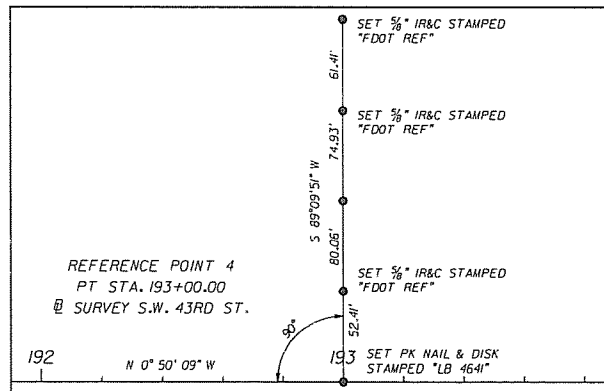 SET 5/8" IR&C STAMPED
"FDOT REF"
61.41'
SET 5/8" IR&C STAMPED
"FDOT REF"
74.93'
S 89°09'51" W
80.06'
REFERENCE POINT 4
PT STA. 193+00.00
SURVEY S.W. 43RD ST.
SET 5/8" IR&C STAMPED
"FDOT REF"
52.41'
90°
192
N 0°50'09" W
193
SET PK NAIL & DISK
STAMPED "LB 4641"